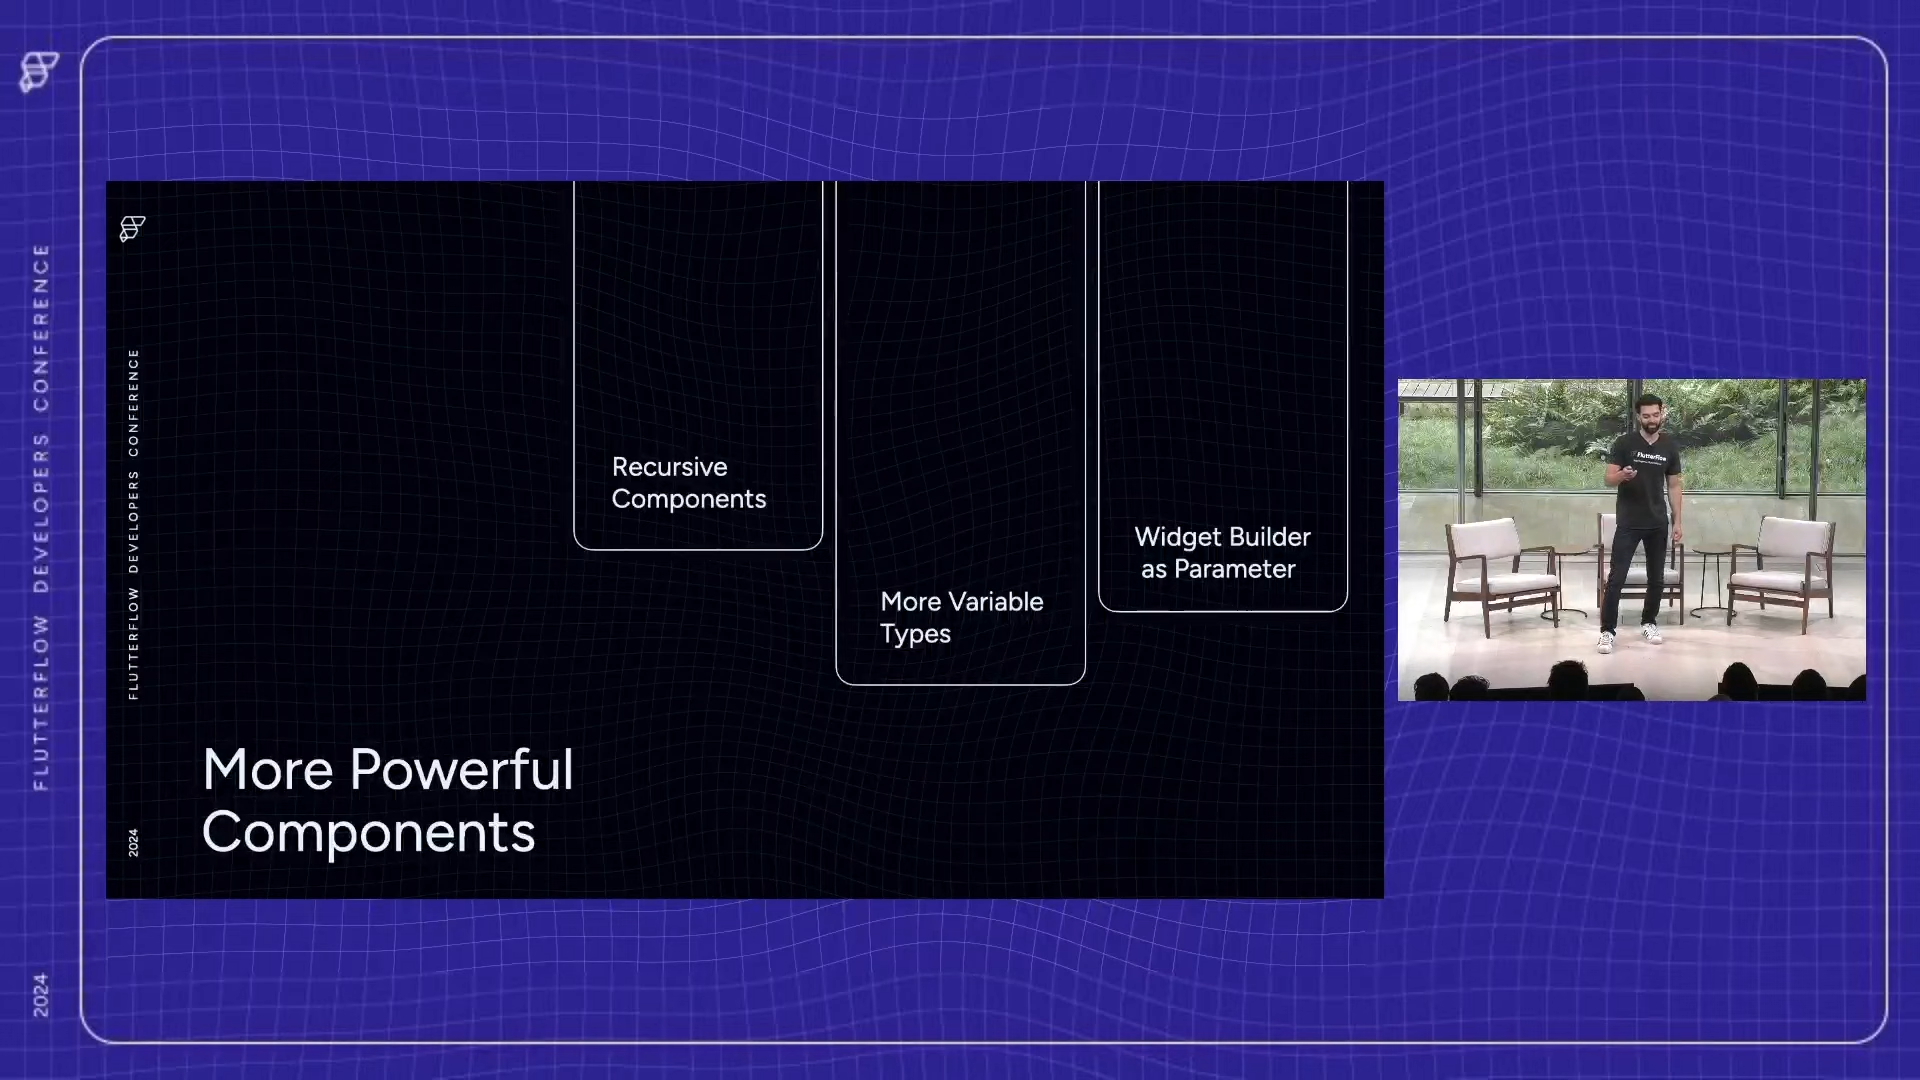 FLUTTERFLOW DEVELOPERS CONFERENCE
2024
FLUTTERFLOW DEVELOPERS CONFERENCE
2024
Recursive
Components
More Variable
Types
Widget Builder
as Parameter
More Powerful
Components
FlutterFlow